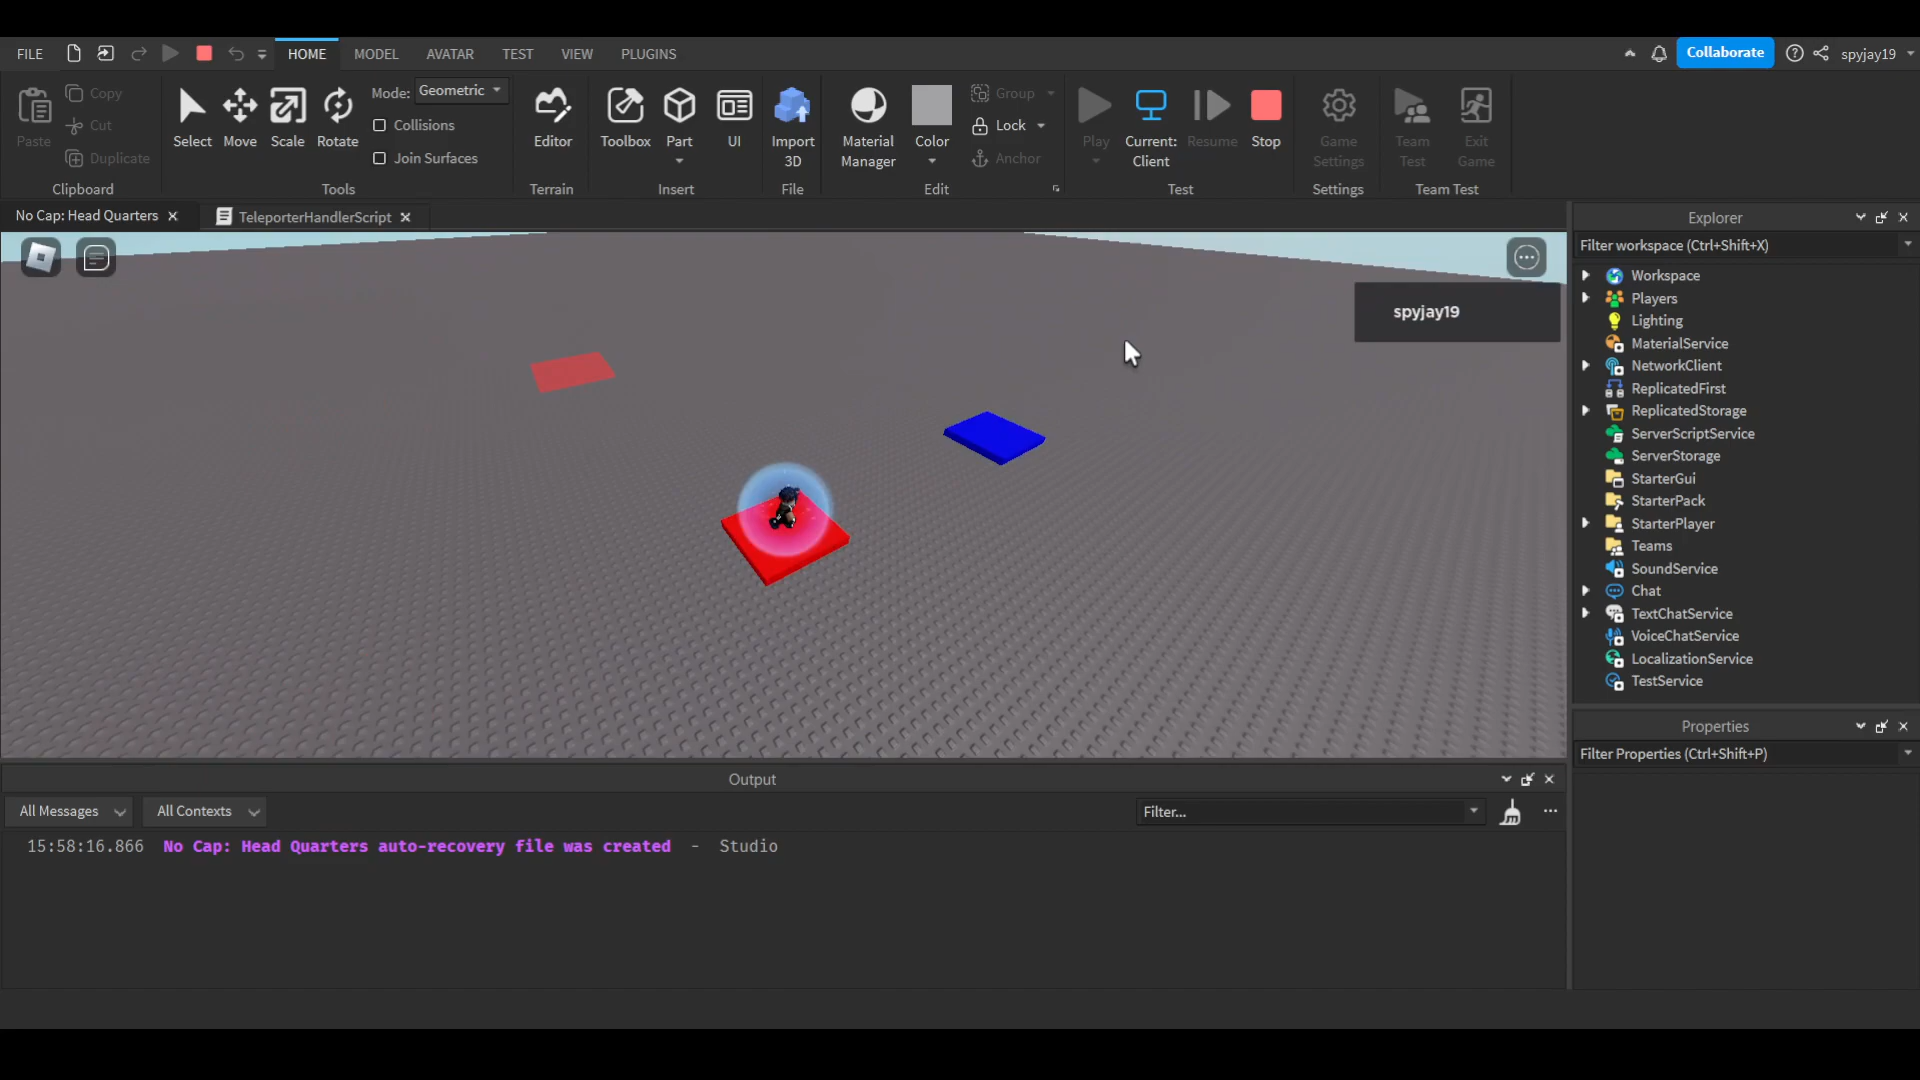 FILE HOME MODEL AVATAR TEST VIEW PLUGINS Collaborate spyjay19
Paste Copy Cut Duplicate Clipboard
Select Move Scale Rotate Mode: Geometric Collisions Join Surfaces Tools
Editor Terrain
Toolbox Part UI Insert
Import 3D File
Material Manager Color Group Lock Anchor Edit
Play Current: Client Resume Stop Test
Game Settings Settings
Team Test Exit Game Team Test
No Cap: Head Quarters TeleporterHandlerScript
spyjay19
Explorer
Filter workspace (Ctrl+Shift+X)
Workspace
Players
Lighting
MaterialService
NetworkClient
ReplicatedFirst
ReplicatedStorage
ServerScriptService
ServerStorage
StarterGui
StarterPack
StarterPlayer
Teams
SoundService
Chat
TextChatService
VoiceChatService
LocalizationService
TestService
Properties
Filter Properties (Ctrl+Shift+P)
Output
All Messages All Contexts Filter...
15:58:16.866 No Cap: Head Quarters auto-recovery file was created - Studio